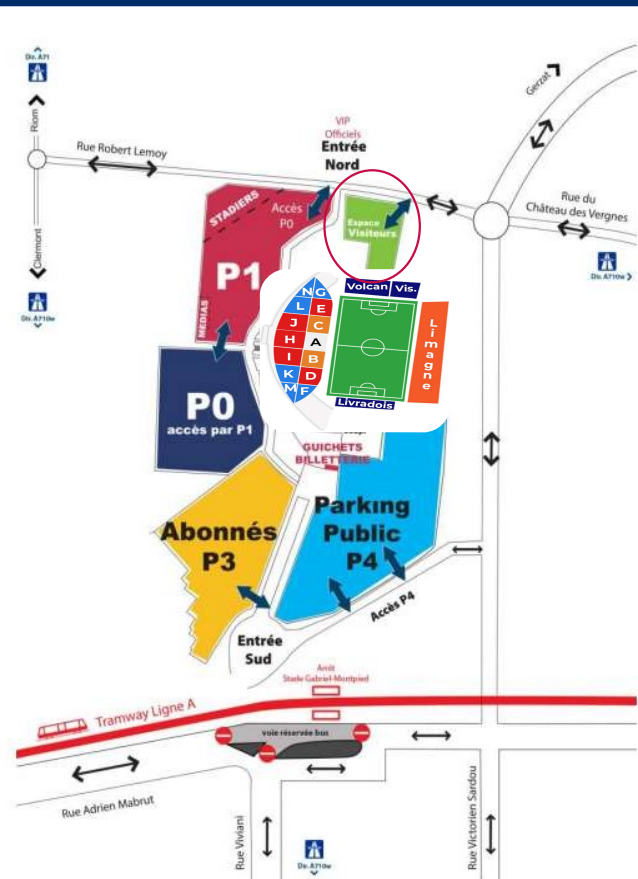 Dir. A71
Riom
Clermont
Dir. A710w
Rue Robert Lemoy
VIP
Officiels
Entrée
Nord
Gerzat
Rue du
Château des Vergnes
Dir. A710w
STADIERS
Accès
P0
P1
MEDIAS
Espace
Visiteurs
Volcan
Vis.
N G
L E
J C
H A
I B
K D
M F
Limagne
Livradois
P0
accès par P1
GUICHETS
BILLETTERIE
Abonnés
P3
Parking
Public
P4
Accès P4
Entrée
Sud
Arrêt
Stade Gabriel-Montpied
Tramway Ligne A
voie réservée bus
Rue Adrien Mabrut
Rue Viviani
Rue Victorien Sardou
Dir. A710w